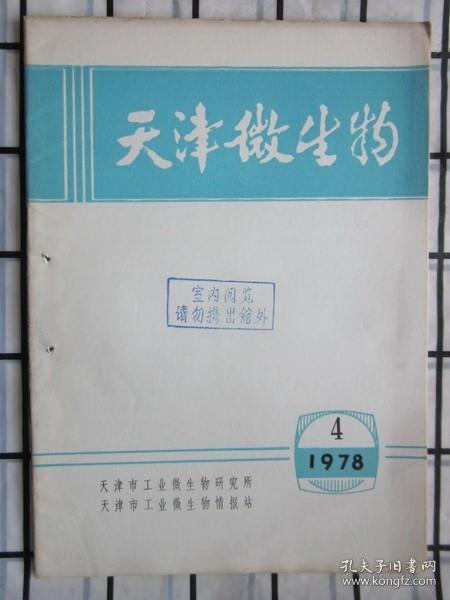 天津微生物
室内阅览
请勿携出館外
4
1978
天津市工业微生物研究所
天津市工业微生物情报站
孔夫子旧书网
www.kongfz.com